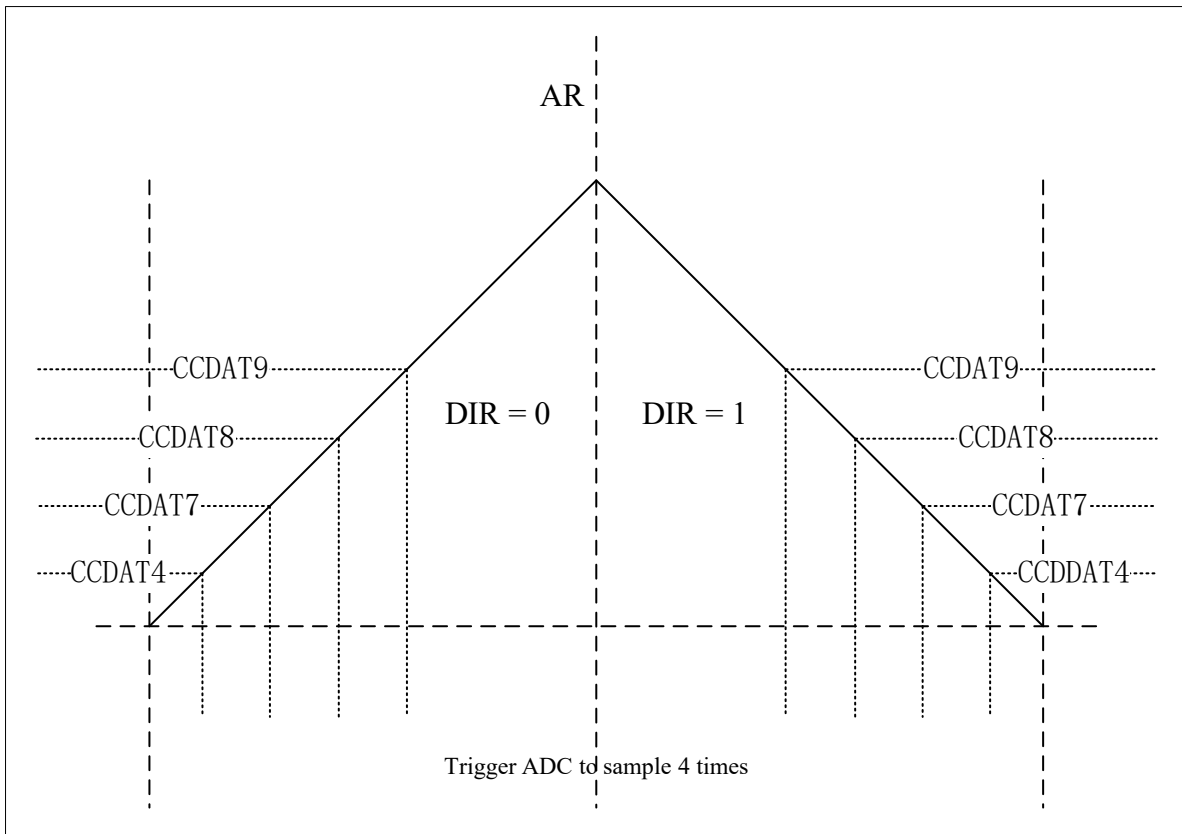 AR
CCDAT9
CCDAT9
DIR = 0
DIR = 1
CCDAT8
CCDAT8
CCDAT7
CCDAT7
CCDAT4
CCDDAT4
Trigger ADC to sample 4 times